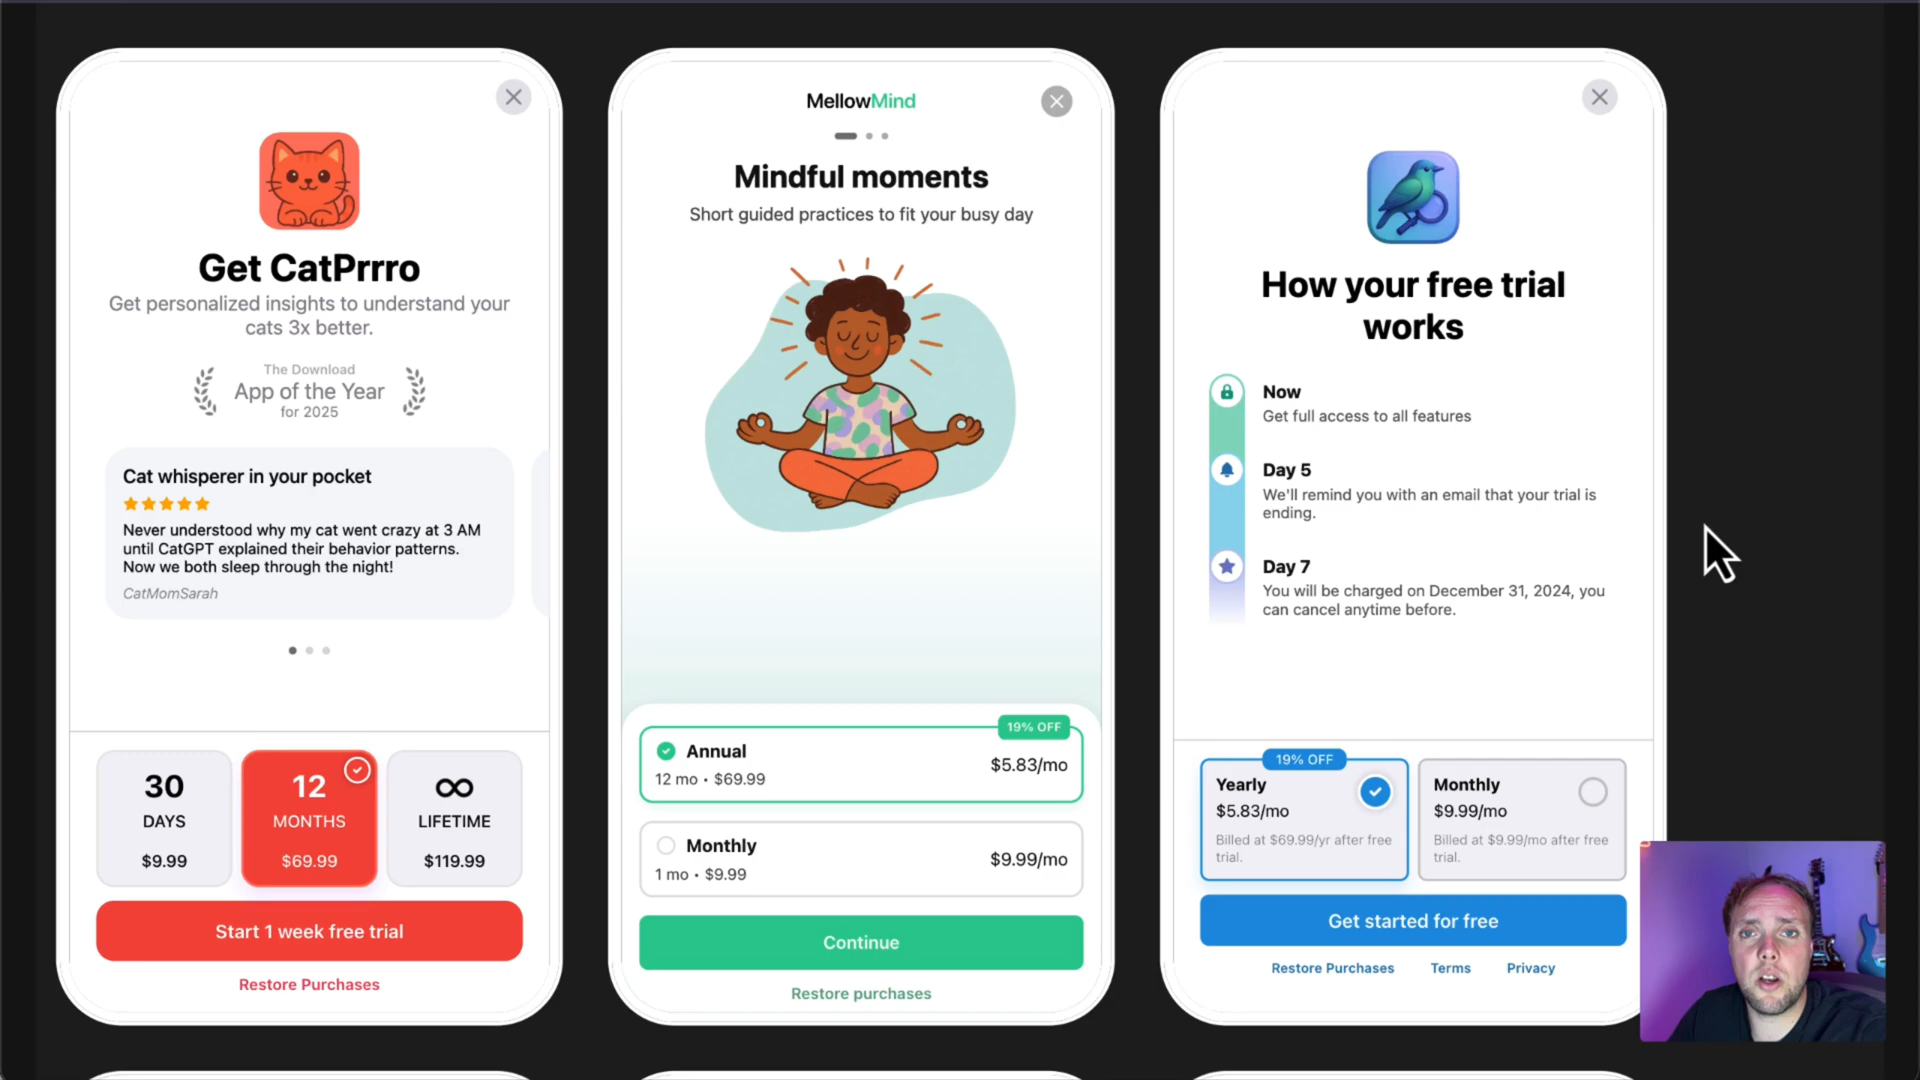 Get CatPrrro
Get personalized insights to understand your
cats 3x better.
The Download
App of the Year
for 2025
Cat whisperer in your pocket
Never understood why my cat went crazy at 3 AM
until CatGPT explained their behavior patterns.
Now we both sleep through the night!
CatMomSarah
30
DAYS
$9.99
12
MONTHS
$69.99
∞
LIFETIME
$119.99
Start 1 week free trial
Restore Purchases
MellowMind
Mindful moments
Short guided practices to fit your busy day
19% OFF
Annual
12 mo • $69.99
$5.83/mo
Monthly
1 mo • $9.99
$9.99/mo
Continue
Restore purchases
How your free trial
works
Now
Get full access to all features
Day 5
We'll remind you with an email that your trial is
ending.
Day 7
You will be charged on December 31, 2024, you
can cancel anytime before.
19% OFF
Yearly
$5.83/mo
Billed at $69.99/yr after free
trial.
Monthly
$9.99/mo
Billed at $9.99/mo after free
trial.
Get started for free
Restore Purchases Terms Privacy